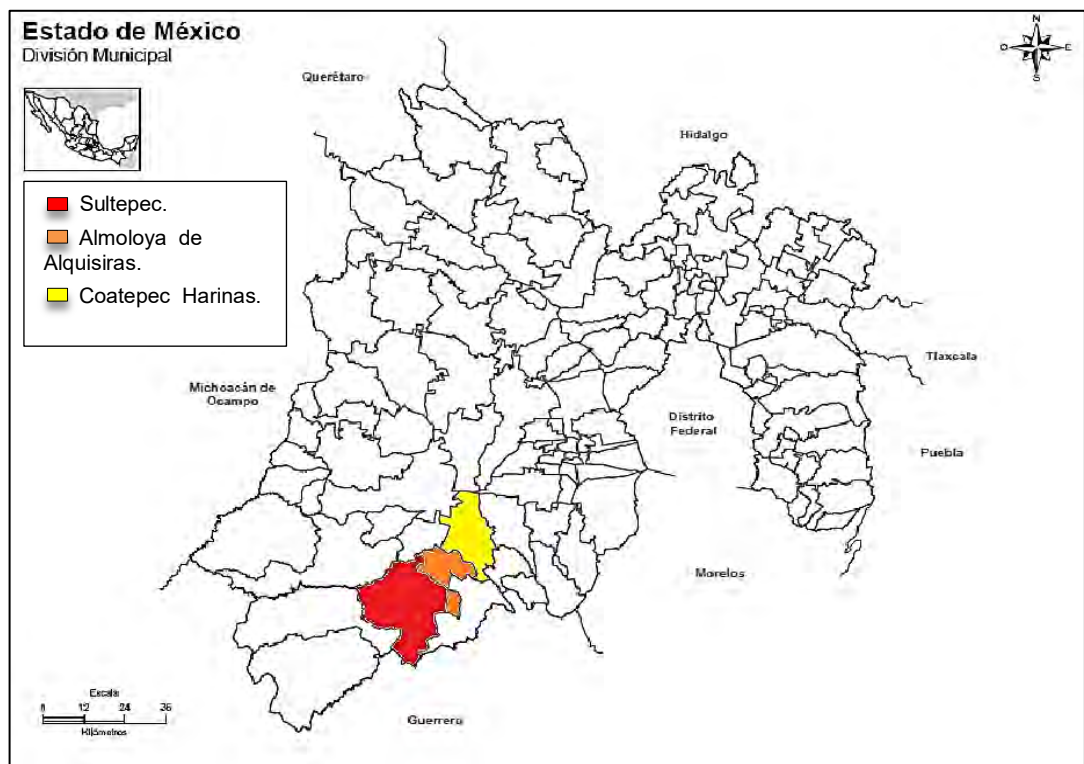 Estado de México
División Municipal
N
O
E
S
Querétaro
Hidalgo
Sultepec.
Almoloya de
Alquisiras.
Coatepec Harinas.
Tlaxcala
Michoacán de
Ocampo
Distrito
Federal
Puebla
Morelos
Escala
0 12 24 36
Kilómetros
Guerrero